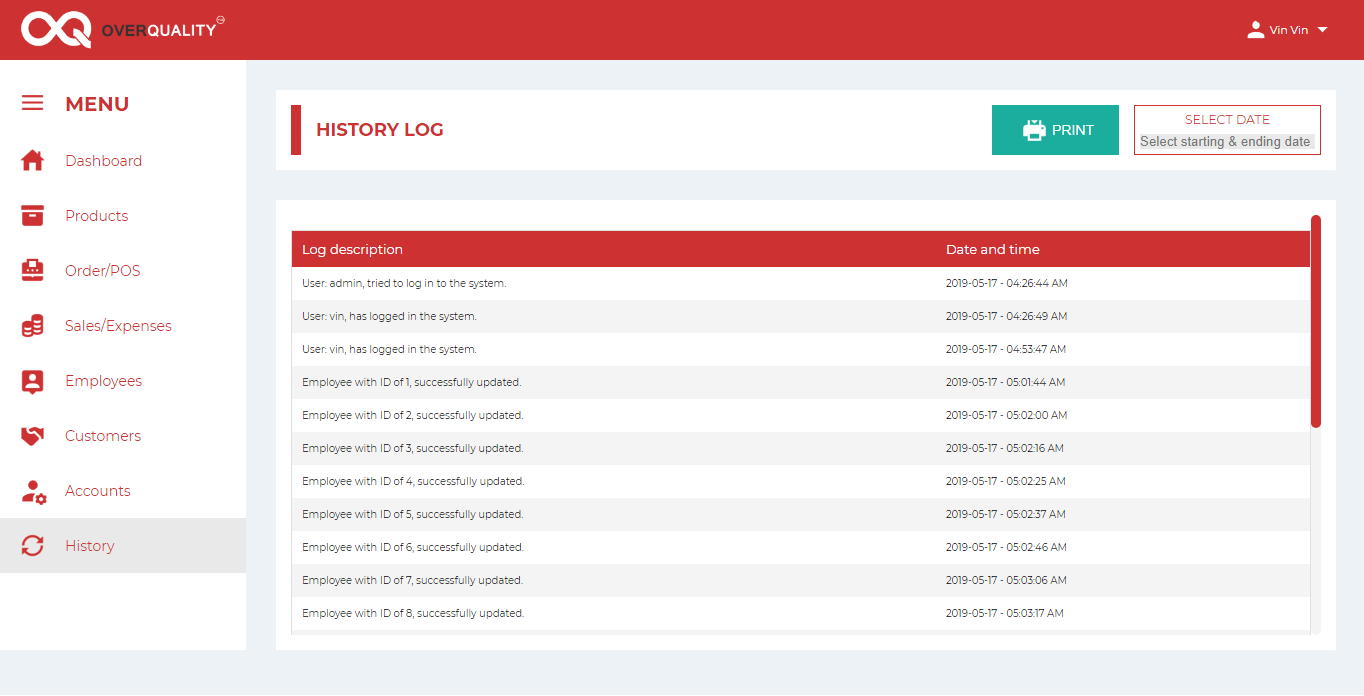 OVERQUALITY
Vin Vin
MENU
Dashboard
Products
Order/POS
Sales/Expenses
Employees
Customers
Accounts
History
HISTORY LOG
PRINT
SELECT DATE
Select starting & ending date
Log description Date and time
User: admin, tried to log in to the system. 2019-05-17 - 04:26:44 AM
User: vin, has logged in the system. 2019-05-17 - 04:26:49 AM
User: vin, has logged in the system. 2019-05-17 - 04:53:47 AM
Employee with ID of 1, successfully updated. 2019-05-17 - 05:01:44 AM
Employee with ID of 2, successfully updated. 2019-05-17 - 05:02:00 AM
Employee with ID of 3, successfully updated. 2019-05-17 - 05:02:16 AM
Employee with ID of 4, successfully updated. 2019-05-17 - 05:02:25 AM
Employee with ID of 5, successfully updated. 2019-05-17 - 05:02:37 AM
Employee with ID of 6, successfully updated. 2019-05-17 - 05:02:46 AM
Employee with ID of 7, successfully updated. 2019-05-17 - 05:03:06 AM
Employee with ID of 8, successfully updated. 2019-05-17 - 05:03:17 AM